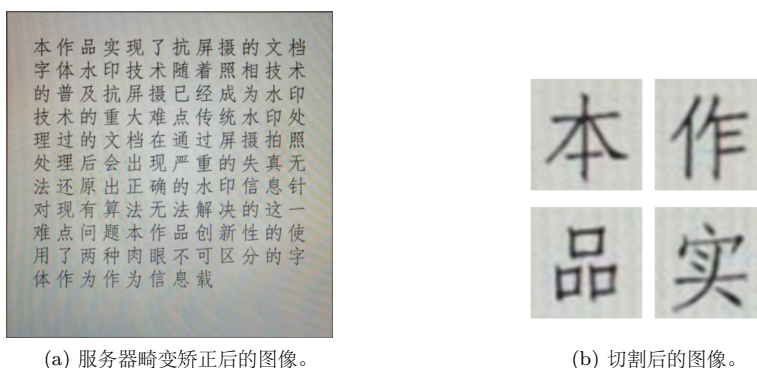 本作品实现了抗屏摄的文档
字体水印技术随着照相技术
的普及抗屏摄已经成为水印
技术的重大难点传统水印处
理过的文档在通过屏摄拍照
处理后会出现严重的失真无
法还原出正确的水印信息针
对现有算法无法解决的这一
难点问题本作品创新性的使
用了两种肉眼不可区分的字
体作为作为信息载
(a) 服务器畸变矫正后的图像。
本作
品实
(b) 切割后的图像。